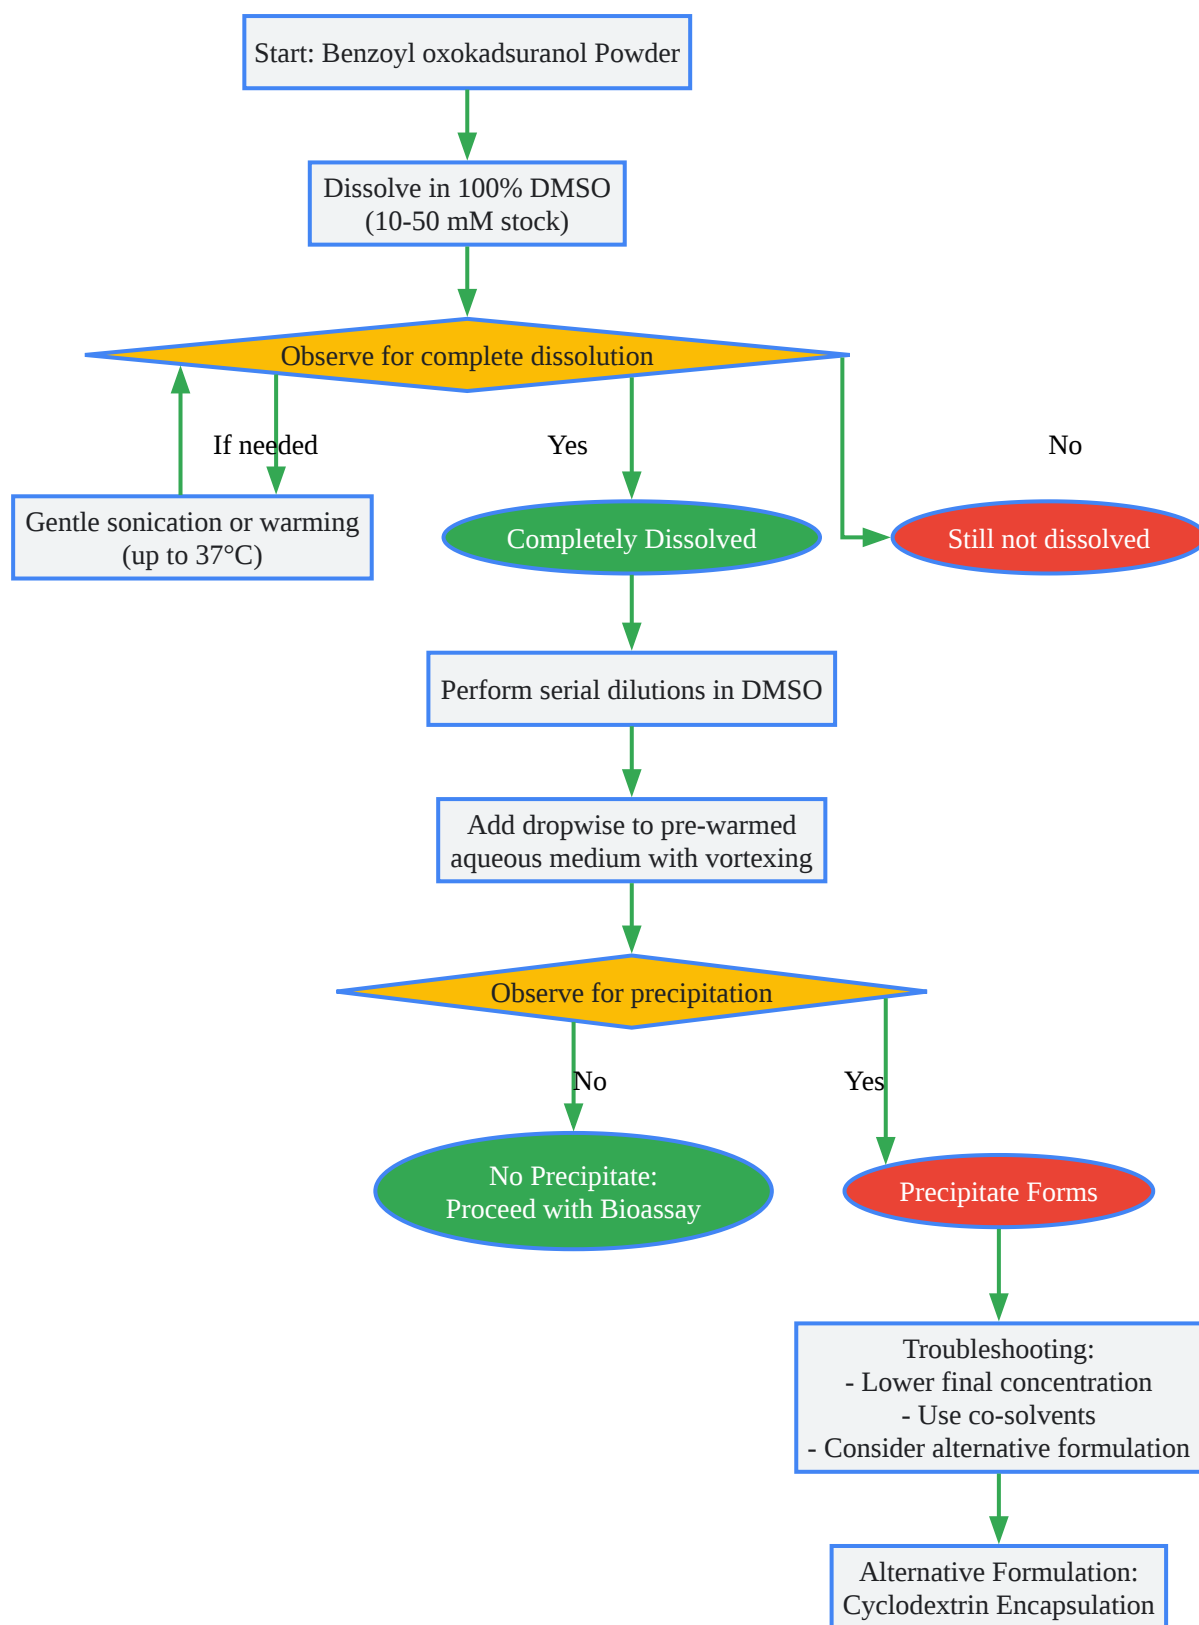 Start: Benzoyl oxokadsuranol Powder
Dissolve in 100% DMSO
(10-50 mM stock)
Observe for complete dissolution
If needed
Yes
No
Gentle sonication or warming
(up to 37°C)
Completely Dissolved
Still not dissolved
Perform serial dilutions in DMSO
Add dropwise to pre-warmed
aqueous medium with vortexing
Observe for precipitation
No
Yes
No Precipitate:
Proceed with Bioassay
Precipitate Forms
Troubleshooting:
- Lower final concentration
- Use co-solvents
- Consider alternative formulation
Alternative Formulation:
Cyclodextrin Encapsulation